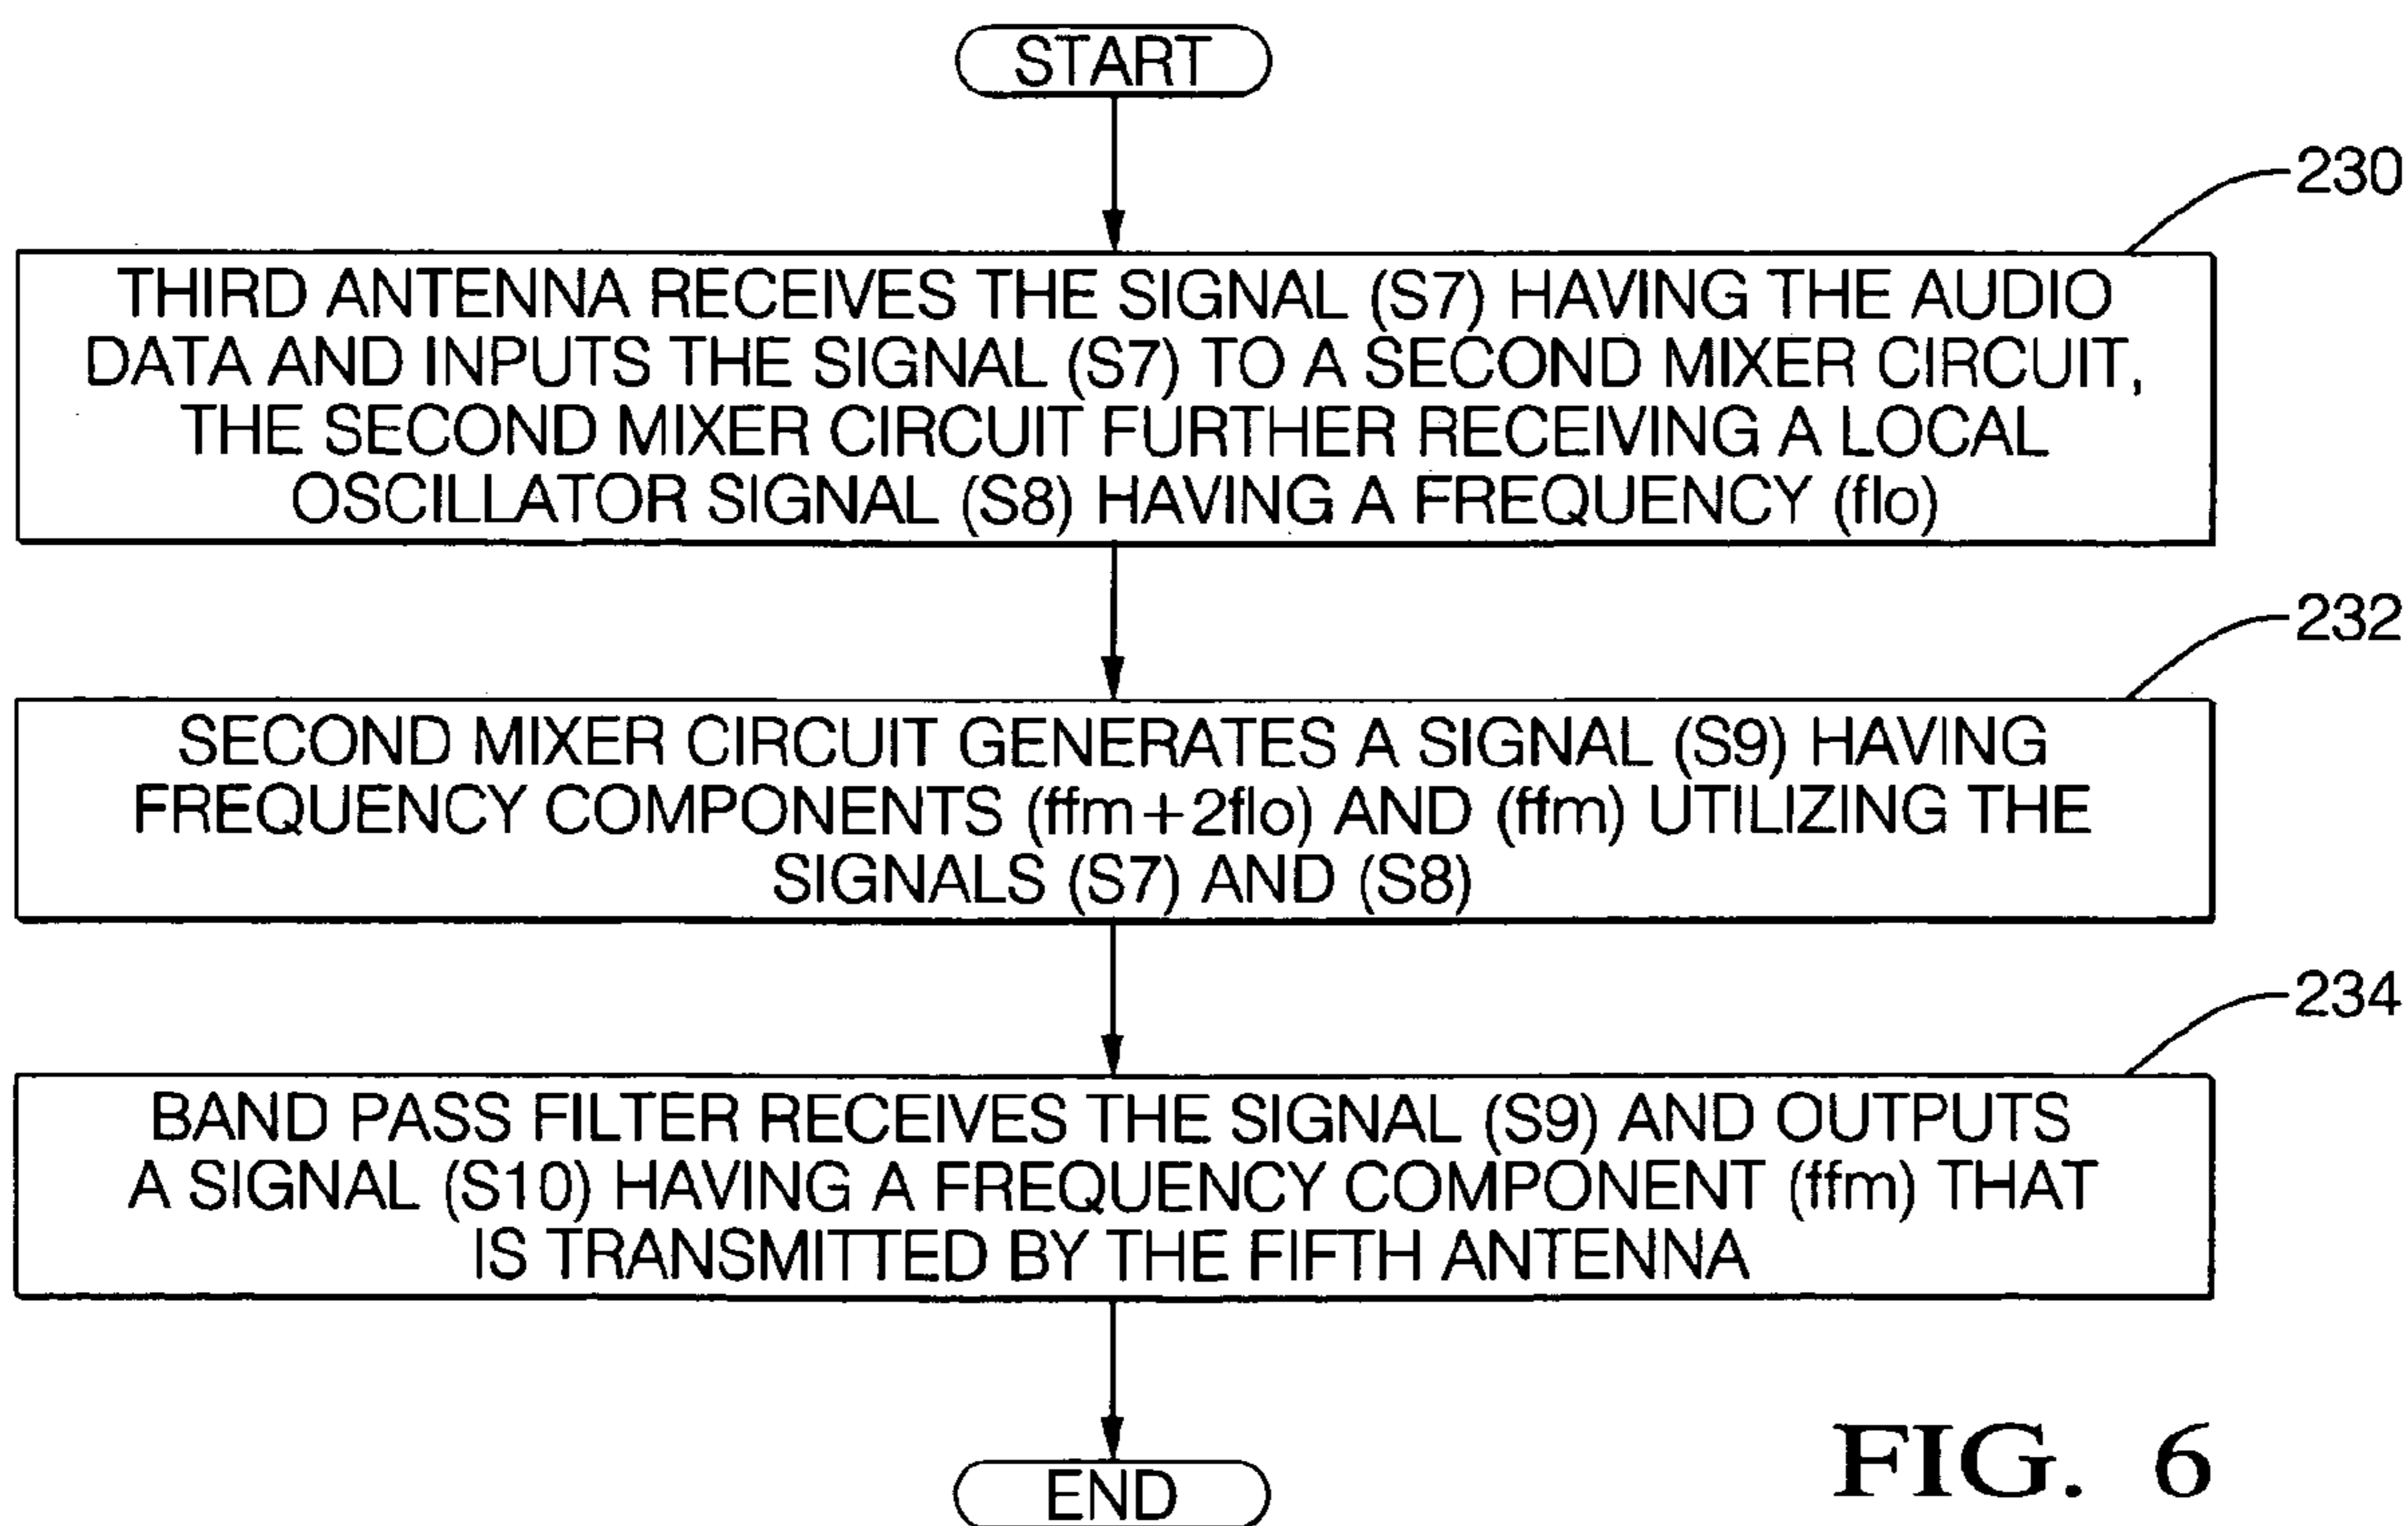 START
230
THIRD ANTENNA RECEIVES THE SIGNAL (S7) HAVING THE AUDIO
DATA AND INPUTS THE SIGNAL (S7) TO A SECOND MIXER CIRCUIT,
THE SECOND MIXER CIRCUIT FURTHER RECEIVING A LOCAL
OSCILLATOR SIGNAL (S8) HAVING A FREQUENCY (flo)
232
SECOND MIXER CIRCUIT GENERATES A SIGNAL (S9) HAVING
FREQUENCY COMPONENTS (ffm+2flo) AND (ffm) UTILIZING THE
SIGNALS (S7) AND (S8)
234
BAND PASS FILTER RECEIVES THE SIGNAL (S9) AND OUTPUTS
A SIGNAL (S10) HAVING A FREQUENCY COMPONENT (ffm) THAT
IS TRANSMITTED BY THE FIFTH ANTENNA
END
FIG. 6